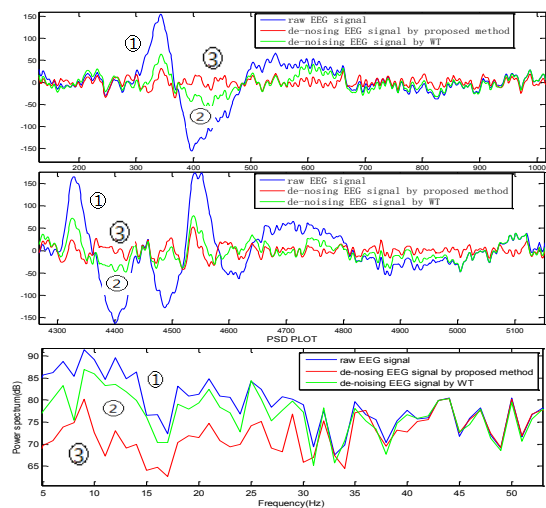 raw EEG signal
de-nosing EEG signal by proposed method
de-noising EEG signal by WT
① ② ③
150
100
50
0
-50
-100
-150
200 300 400 500 600 700 800 900 1000
raw EEG signal
de-nosing EEG signal by proposed method
de-noising EEG signal by WT
① ② ③
150
100
50
0
-50
-100
-150
4300 4400 4500 4600 4700 4800 4900 5000 5100
PSD PLOT
raw EEG signal
de-nosing EEG signal by proposed method
de-noising EEG signal by WT
① ② ③
Power spectrum(dB)
90
85
80
75
70
65
5 10 15 20 25 30 35 40 45 50
Frequency(Hz)